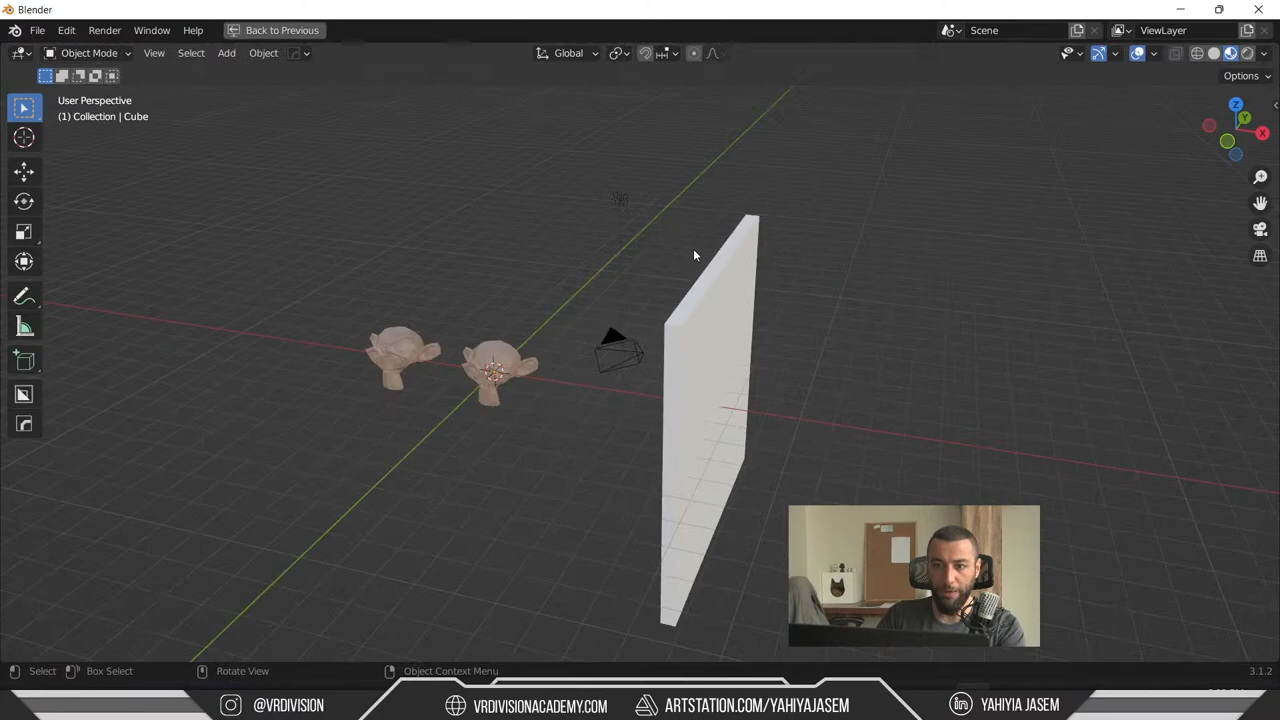 Blender
File Edit Render Window Help Back to Previous Scene ViewLayer
Object Mode View Select Add Object Global
Options
User Perspective
(1) Collection | Cube
Z
Y
X
Select Box Select Rotate View Object Context Menu 3.1.2
@VRDIVISION VRDIVISIONACADEMY.COM ARTSTATION.COM/YAHIYAJASEM YAHIYIA JASEM